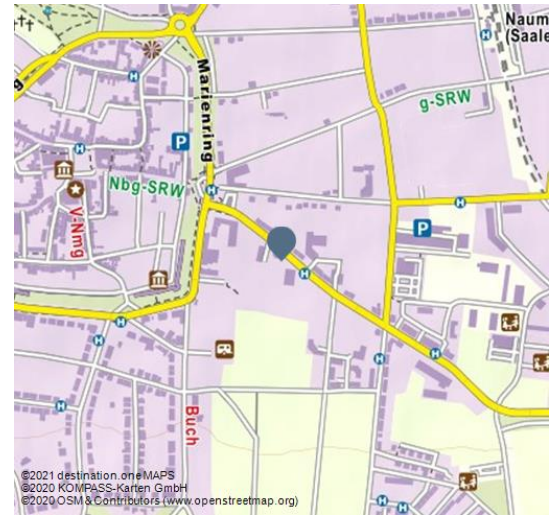 Naum
(Saale
g
Marienring
g-SRW
P
Nbg-SRW
V-Nmg
P
Buch
©2021 destination.one MAPS
©2020 KOMPASS-Karten GmbH
©2020 OSM & Contributors (www.openstreetmap.org)
H
H
H
H
H
H
H
H
H
H
H
H